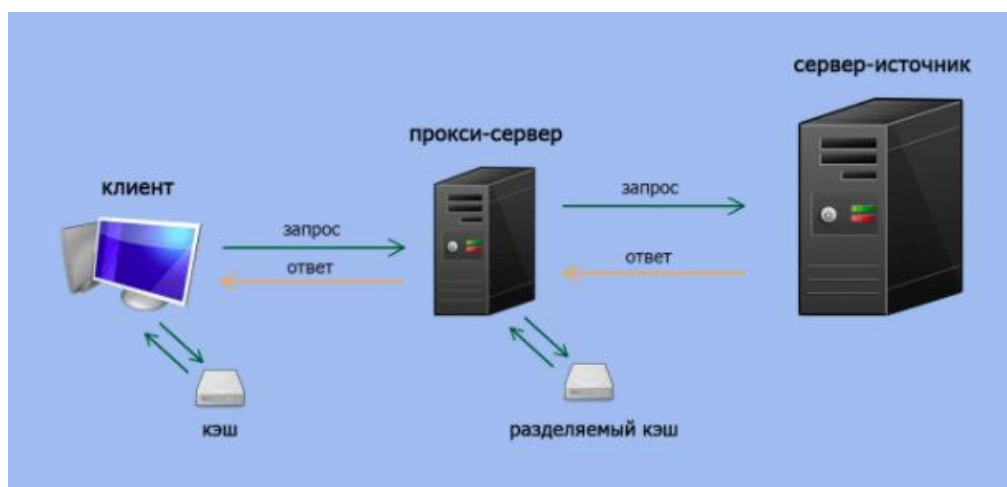 сервер-источник
прокси-сервер
клиент
запрос
запрос
ответ
ответ
кэш
разделяемый кэш